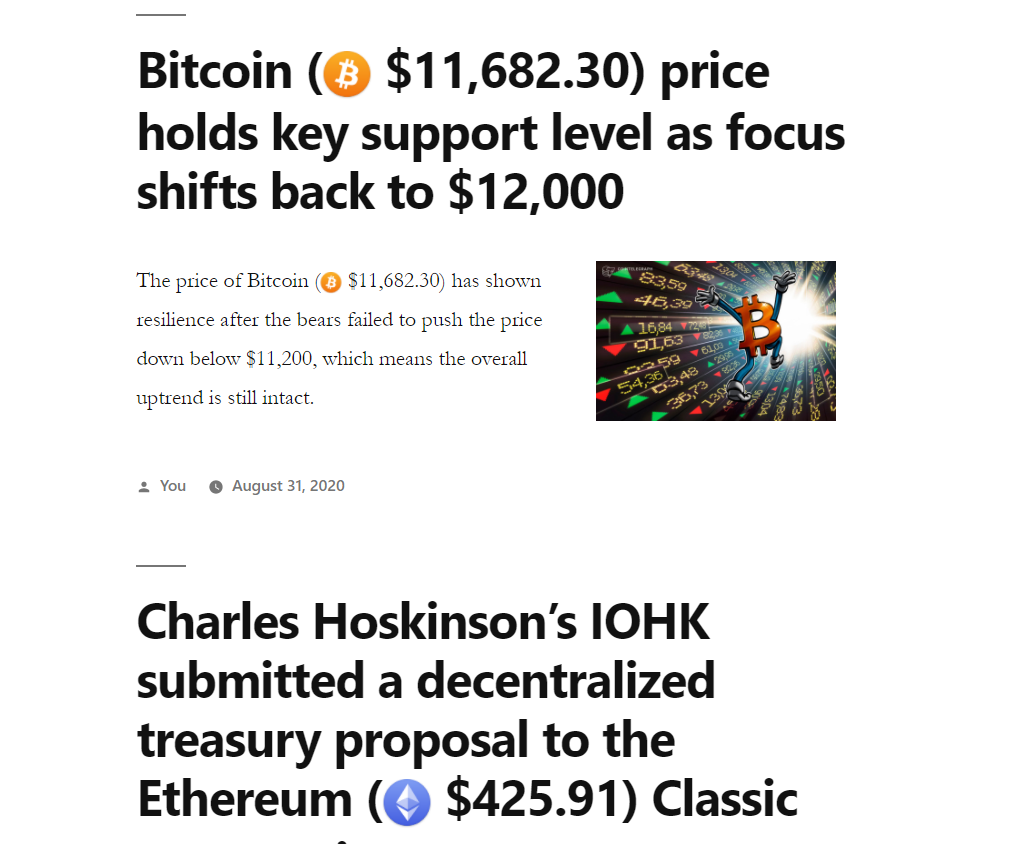 Bitcoin ( $11,682.30) price
holds key support level as focus
shifts back to $12,000
The price of Bitcoin ( $11,682.30) has shown
resilience after the bears failed to push the price
down below $11,200, which means the overall
uptrend is still intact.
83,59
45,39
16,84
91,63
54,36
63,48
36,73
You August 31, 2020
Charles Hoskinson’s IOHK
submitted a decentralized
treasury proposal to the
Ethereum ( $425.91) Classic